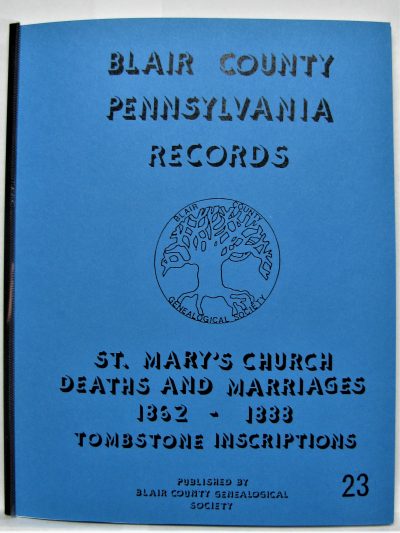 BLAIR COUNTY
PENNSYLVANIA
RECORDS
BLAIR COUNTY
GENEALOGICAL SOCIETY
ST. MARY'S CHURCH
DEATHS AND MARRIAGES
1862 - 1888
TOMBSTONE INSCRIPTIONS
PUBLISHED BY
BLAIR COUNTY GENEALOGICAL
SOCIETY
23